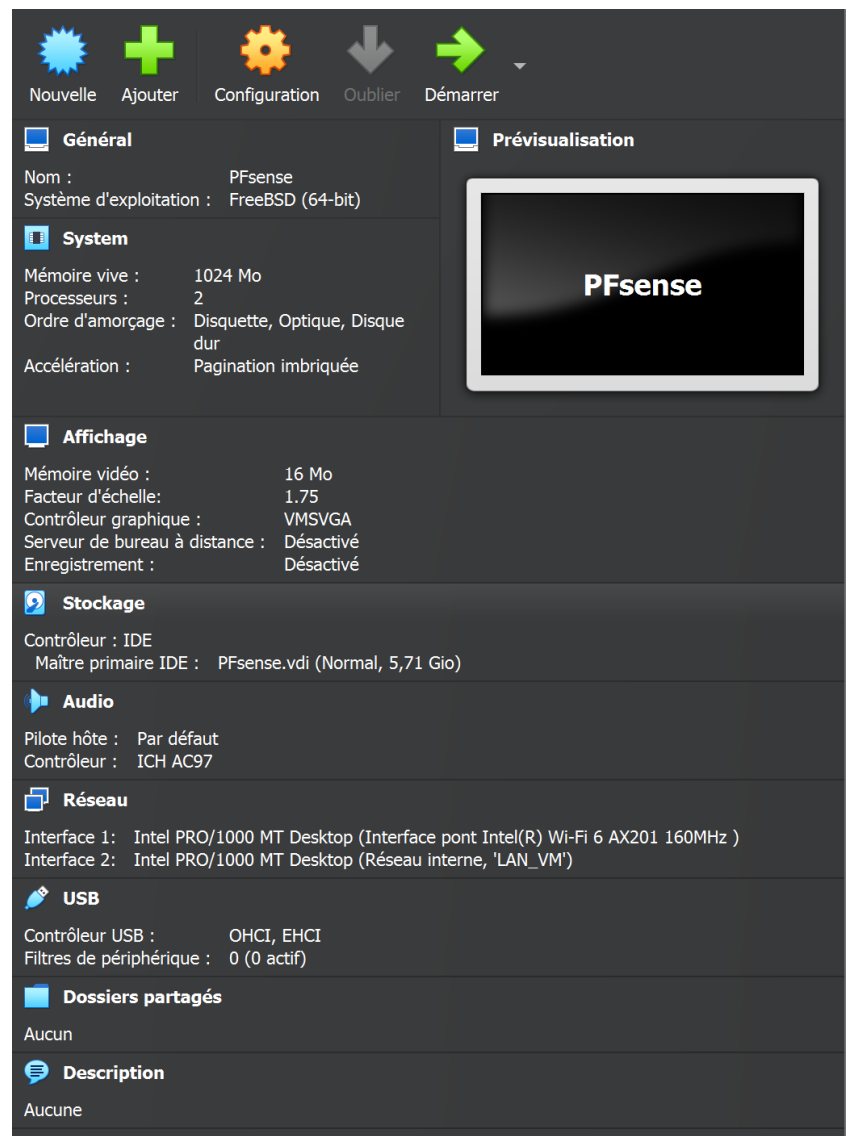 Nouvelle Ajouter Configuration Oublier Démarrer
Général
Nom : PFsense
Système d'exploitation : FreeBSD (64-bit)
Prévisualisation
PFsense
System
Mémoire vive : 1024 Mo
Processeurs : 2
Ordre d'amorçage : Disquette, Optique, Disque
dur
Accélération : Pagination imbriquée
Affichage
Mémoire vidéo : 16 Mo
Facteur d'échelle: 1.75
Contrôleur graphique : VMSVGA
Serveur de bureau à distance : Désactivé
Enregistrement : Désactivé
Stockage
Contrôleur : IDE
Maître primaire IDE : PFsense.vdi (Normal, 5,71 Gio)
Audio
Pilote hôte : Par défaut
Contrôleur : ICH AC97
Réseau
Interface 1: Intel PRO/1000 MT Desktop (Interface pont Intel(R) Wi-Fi 6 AX201 160MHz )
Interface 2: Intel PRO/1000 MT Desktop (Réseau interne, 'LAN_VM')
USB
Contrôleur USB : OHCI, EHCI
Filtres de périphérique : 0 (0 actif)
Dossiers partagés
Aucun
Description
Aucune